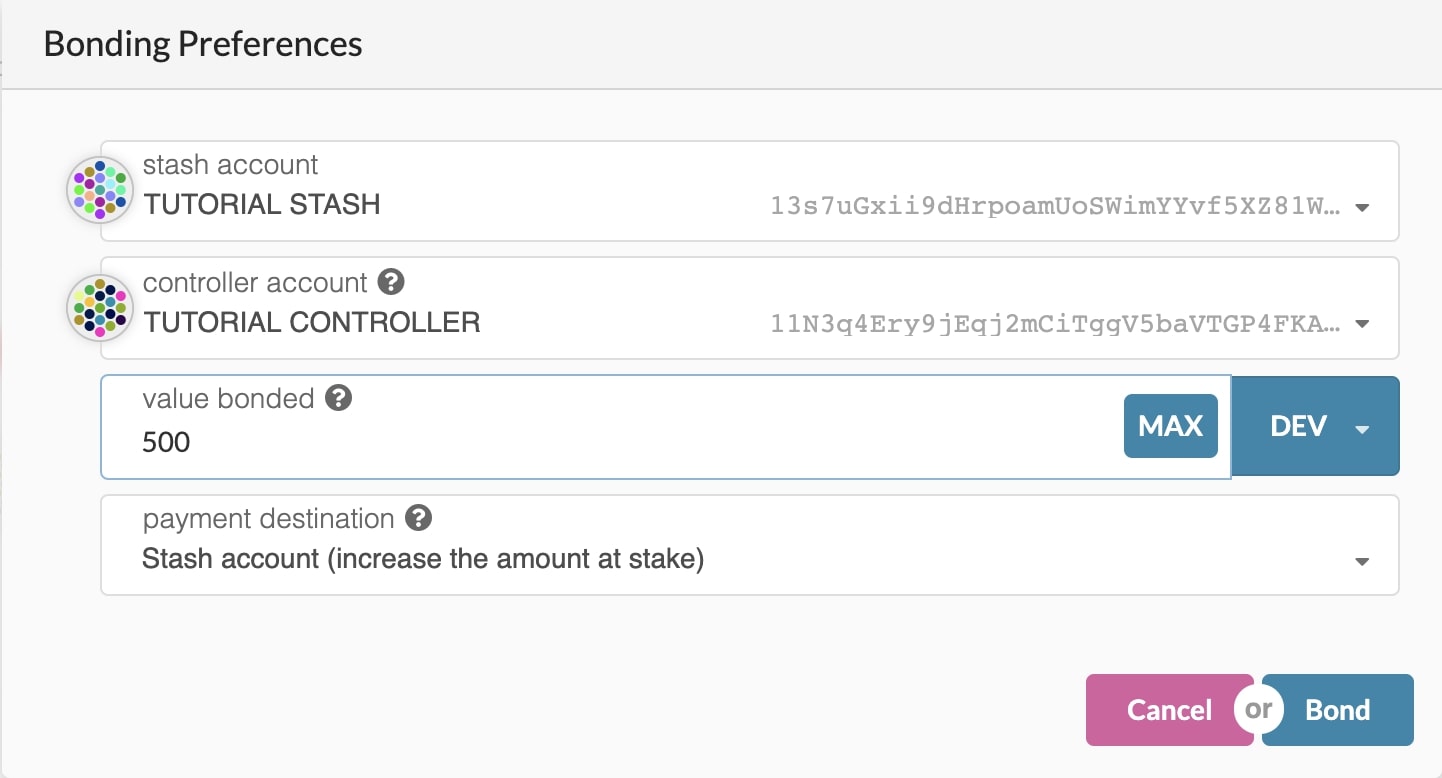 Bonding Preferences
stash account
TUTORIAL STASH 13s7uGxii9dHrpoamUoSWimYYvf5XZ81W…
controller account ?
TUTORIAL CONTROLLER 11N3q4Ery9jEqj2mCiTggV5baVTGP4FKA…
value bonded ?
500 MAX DEV
payment destination ?
Stash account (increase the amount at stake)
Cancel or Bond